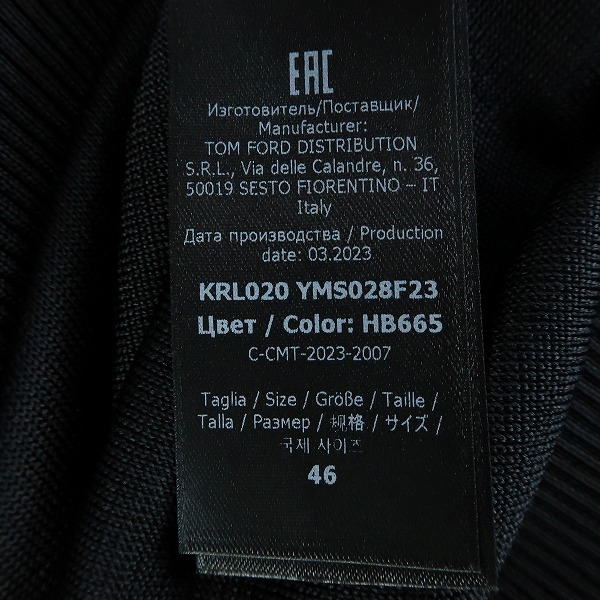 EAC
Изготовитель/Поставщик/
Manufacturer:
TOM FORD DISTRIBUTION
S.R.L., Via delle Calandre, n. 36,
50019 SESTO FIORENTINO – IT
Italy
Дата производства / Production
date: 03.2023
KRL020 YMS028F23
Цвет / Color: HB665
C-CMT-2023-2007
Taglia / Size / Größe / Taille /
Talla / Размер / 规格 / サイズ /
국제 사이즈
46